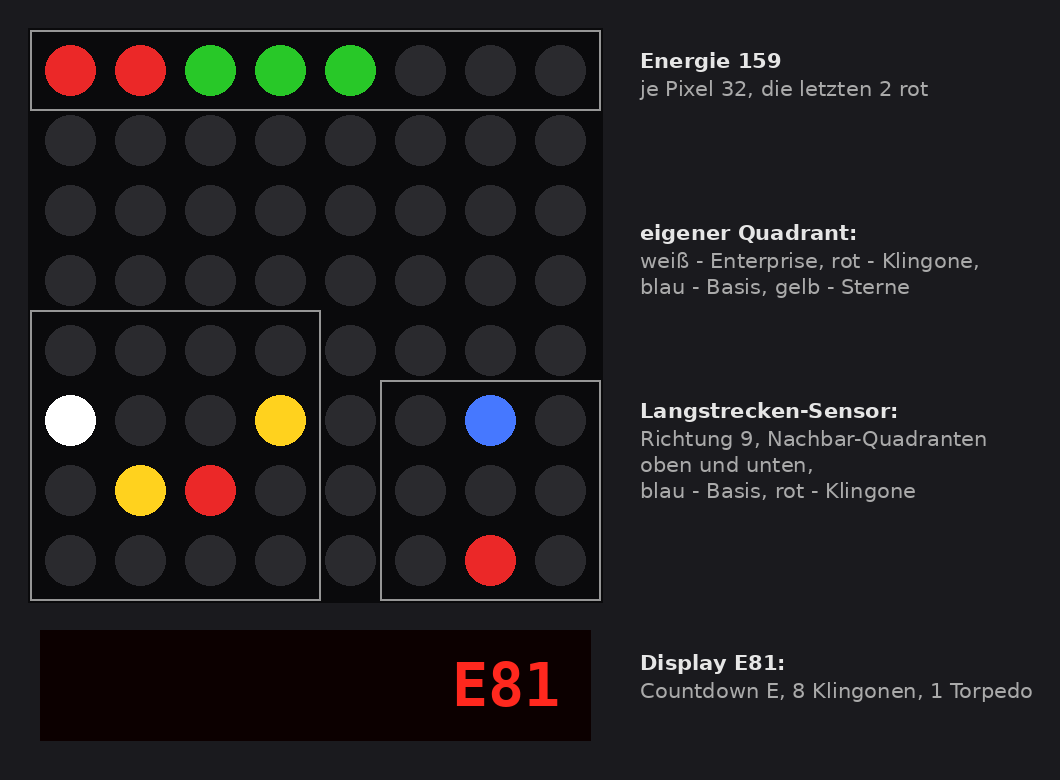 Energie 159
je Pixel 32, die letzten 2 rot
eigener Quadrant:
weiß - Enterprise, rot - Klingone,
blau - Basis, gelb - Sterne
Langstrecken-Sensor:
Richtung 9, Nachbar-Quadranten
oben und unten,
blau - Basis, rot - Klingone
E81
Display E81:
Countdown E, 8 Klingonen, 1 Torpedo